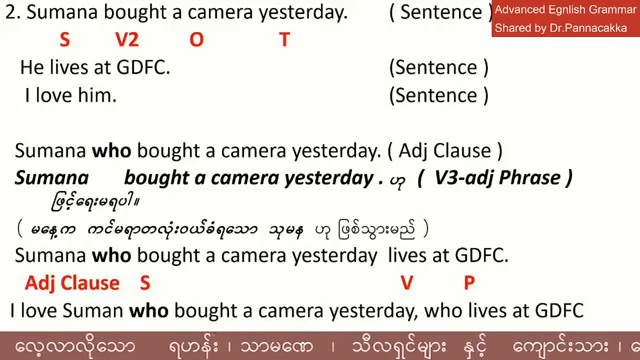 2. Sumana bought a camera yesterday. ( Sentence )
Advanced Egnlish Grammar
Shared by Dr.Pannacakka
S V2 O T
He lives at GDFC. (Sentence )
I love him. (Sentence )
Sumana who bought a camera yesterday. ( Adj Clause )
Sumana bought a camera yesterday . ဟု ( V3-adj Phrase )
ဖြင့်ရေးမရပါ။
( မနေ့က ကင်မရာတလုံးဝယ်ခံရသော သုမန ဟု ဖြစ်သွားမည် )
Sumana who bought a camera yesterday lives at GDFC.
Adj Clause S V P
I love Suman who bought a camera yesterday, who lives at GDFC
လေ့လာလိုသော ရဟန်း ၊ သာမဏေ ၊ သီလရှင်များ နှင့် ကျောင်းသား ၊